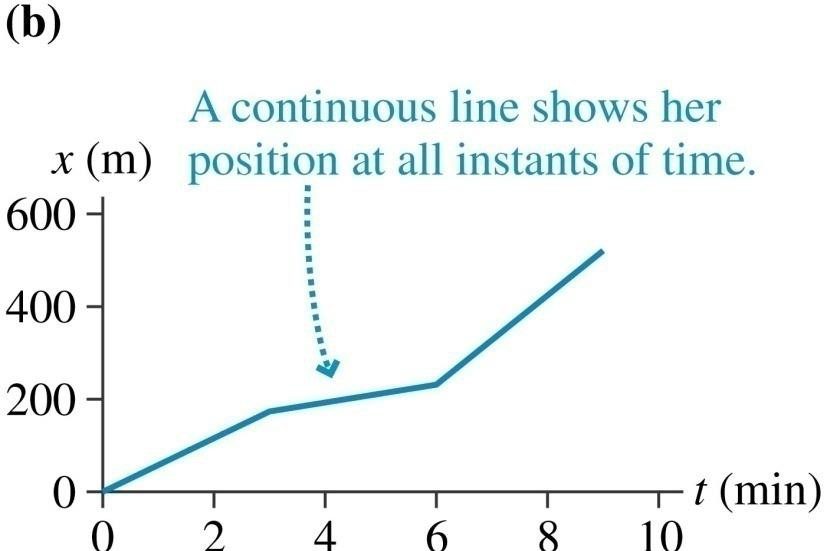 (b)
A continuous line shows her
x (m) position at all instants of time.
600
400
200
0 t (min)
0 2 4 6 8 10